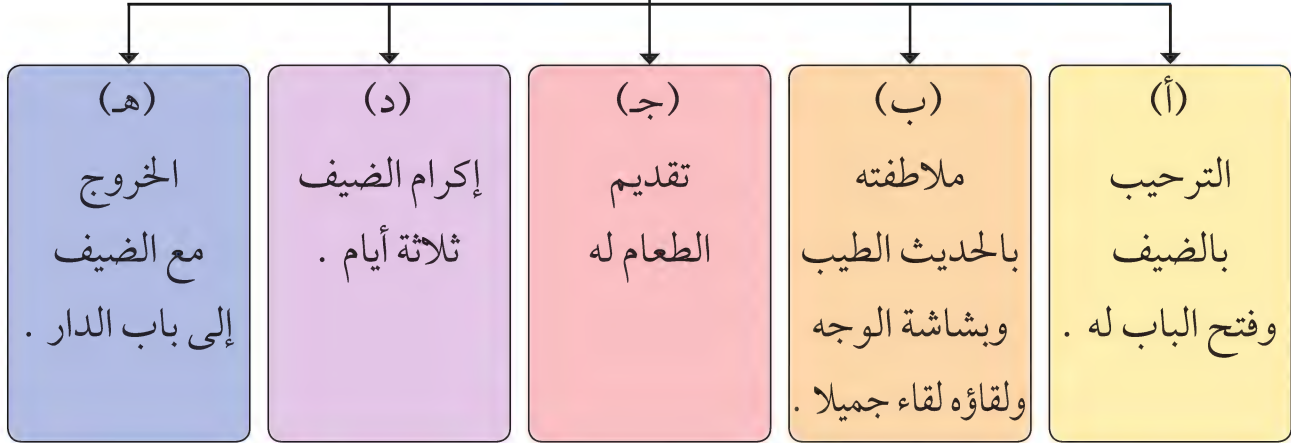 (أ)
الترحيب
بالضيف
وفتح الباب له .
(ب)
ملاطفته
بالحديث الطيب
وبشاشة الوجه
ولقاؤه لقاء جميلا .
(جـ)
تقديم
الطعام له
(د)
إكرام الضيف
ثلاثة أيام .
(هـ)
الخروج
مع الضيف
إلى باب الدار .